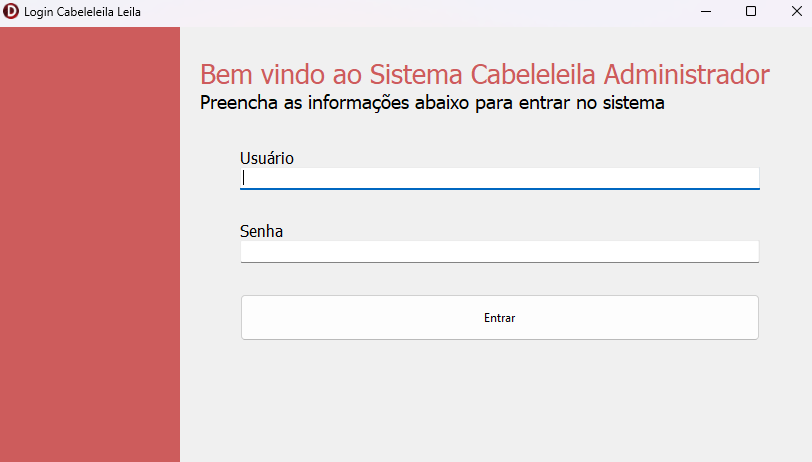 Login Cabeleleila Leila
Bem vindo ao Sistema Cabeleleila Administrador
Preencha as informações abaixo para entrar no sistema
Usuário
Senha
Entrar